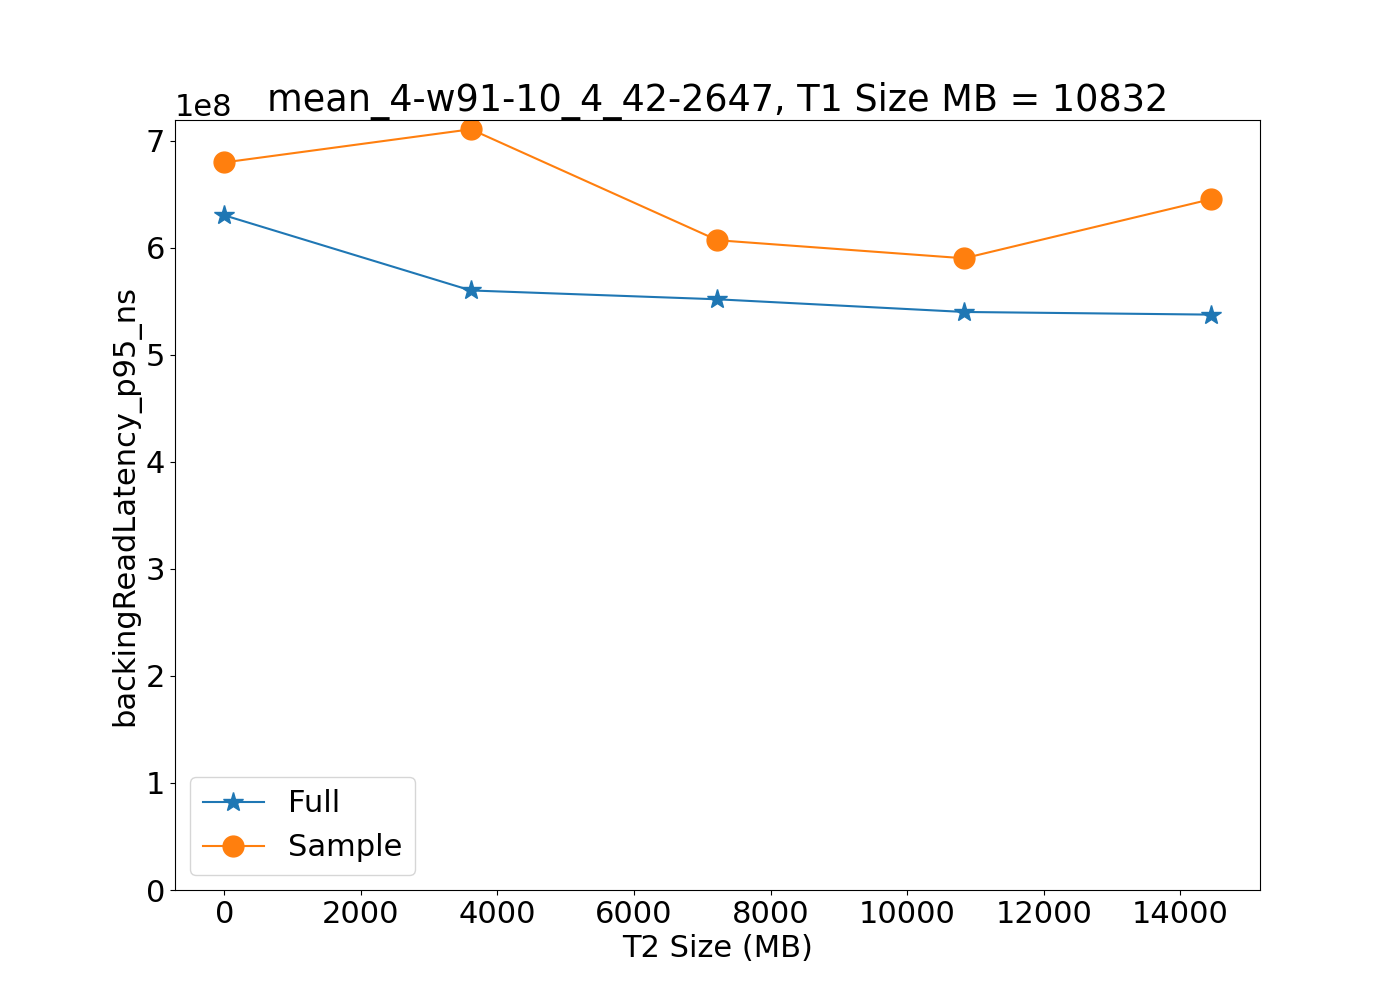 1e8
mean_4-w91-10_4_42-2647, T1 Size MB = 10832
7
6
5
4
3
2
1
0
backingReadLatency_p95_ns
Full
Sample
0 2000 4000 6000 8000 10000 12000 14000
T2 Size (MB)